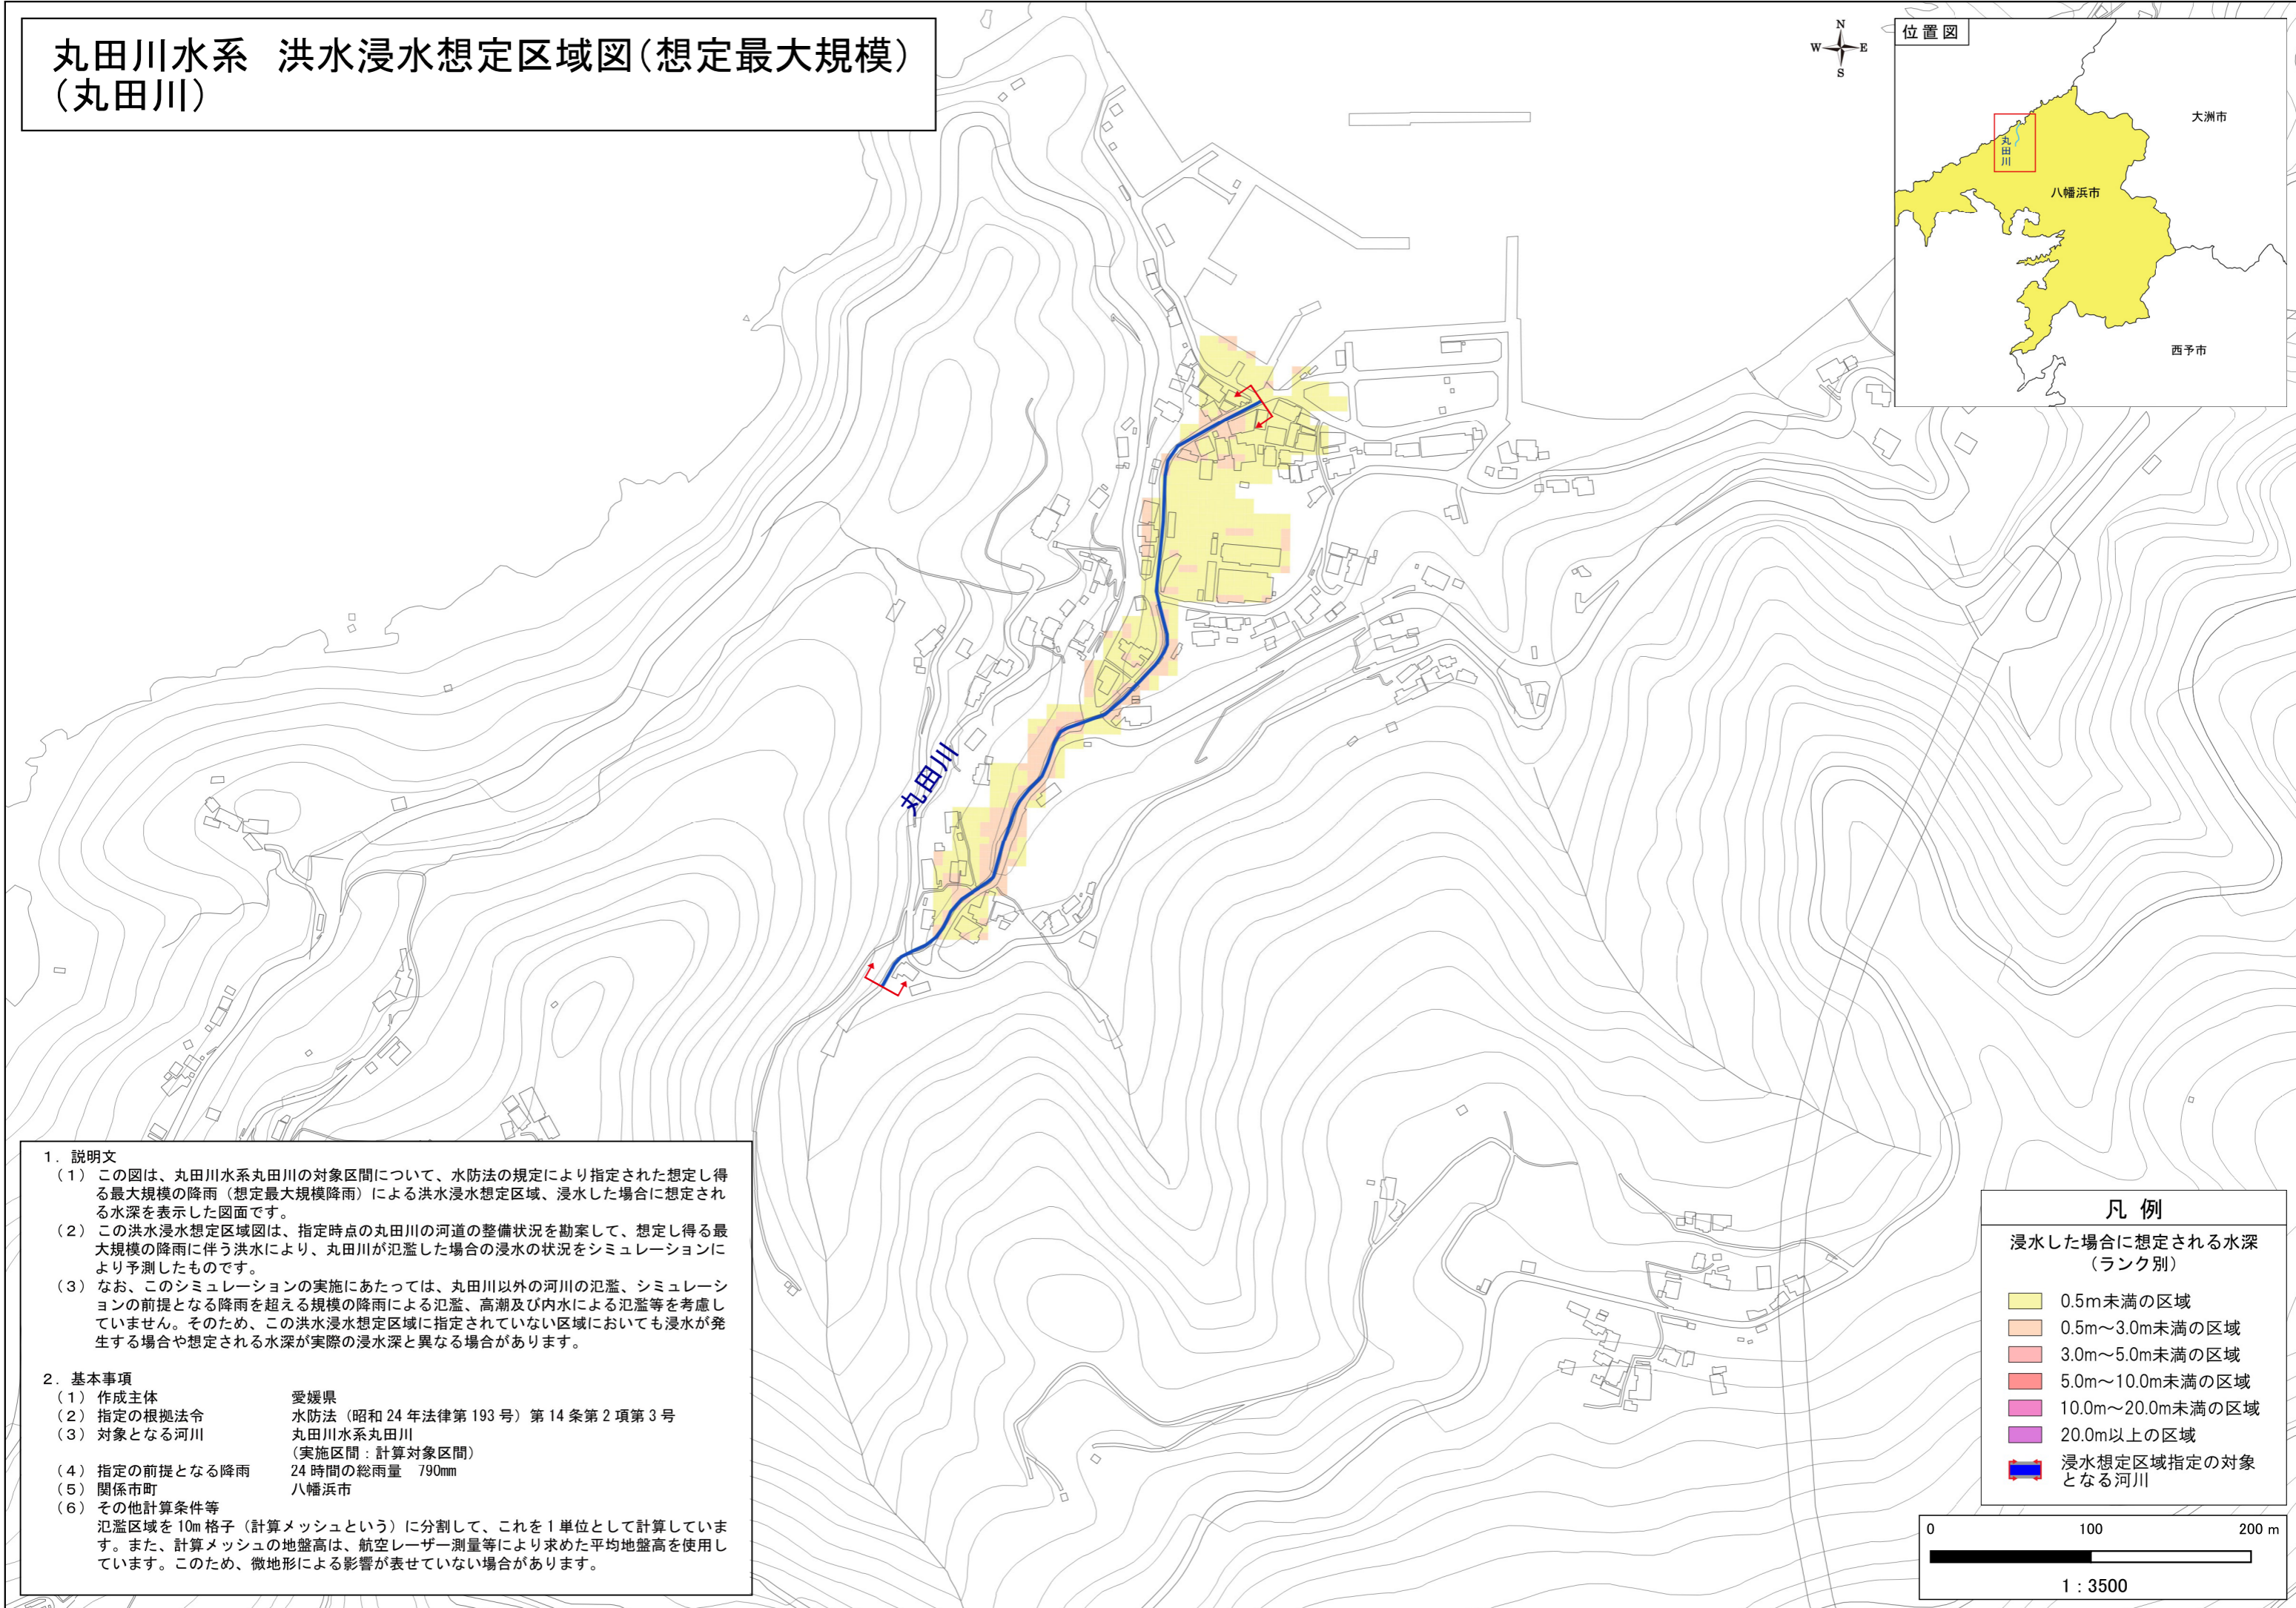 丸田川水系 洪水浸水想定区域図(想定最大規模)
(丸田川)
N
W E
S
位置図
大洲市
丸田川
八幡浜市
西予市
丸田川
1．説明文
（1） この図は、丸田川水系丸田川の対象区間について、水防法の規定により指定された想定し得
る最大規模の降雨（想定最大規模降雨）による洪水浸水想定区域、浸水した場合に想定され
る水深を表示した図面です。
（2） この洪水浸水想定区域図は、指定時点の丸田川の河道の整備状況を勘案して、想定し得る最
大規模の降雨に伴う洪水により、丸田川が氾濫した場合の浸水の状況をシミュレーションに
より予測したものです。
（3） なお、このシミュレーションの実施にあたっては、丸田川以外の河川の氾濫、シミュレーシ
ョンの前提となる降雨を超える規模の降雨による氾濫、高潮及び内水による氾濫等を考慮し
ていません。そのため、この洪水浸水想定区域に指定されていない区域においても浸水が発
生する場合や想定される水深が実際の浸水深と異なる場合があります。
2．基本事項
（1） 作成主体 愛媛県
（2） 指定の根拠法令 水防法（昭和 24 年法律第 193 号）第 14 条第 2 項第 3 号
（3） 対象となる河川 丸田川水系丸田川
（実施区間：計算対象区間）
（4） 指定の前提となる降雨 24 時間の総雨量 790mm
（5） 関係市町 八幡浜市
（6） その他計算条件等
氾濫区域を 10m 格子（計算メッシュという）に分割して、これを 1 単位として計算していま
す。また、計算メッシュの地盤高は、航空レーザー測量等により求めた平均地盤高を使用し
ています。このため、微地形による影響が表せていない場合があります。
凡 例
浸水した場合に想定される水深
（ランク別）
0.5m未満の区域
0.5m～3.0m未満の区域
3.0m～5.0m未満の区域
5.0m～10.0m未満の区域
10.0m～20.0m未満の区域
20.0m以上の区域
浸水想定区域指定の対象
となる河川
0 100 200 m
1 : 3500